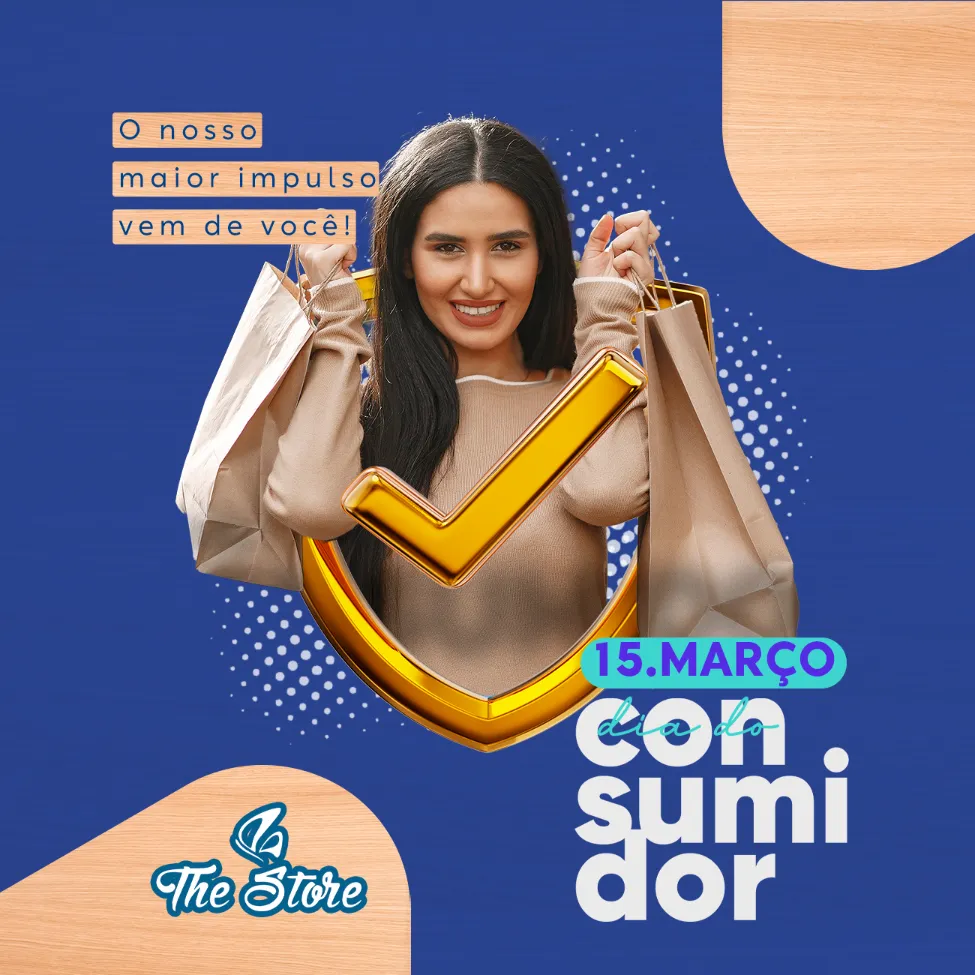 O nosso
maior impulso
vem de você!
15.MARÇO
dia do
con
sumi
dor
The Store